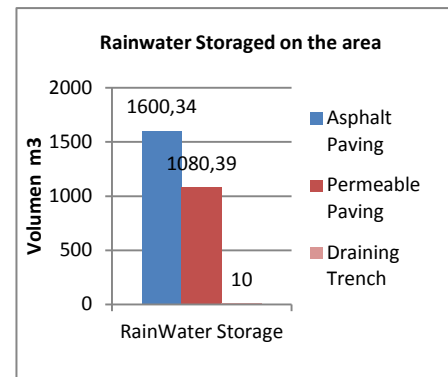 Rainwater Storaged on the area
Volumen m3
2000
1500
1000
500
0
1600,34
1080,39
10
RainWater Storage
Asphalt
Paving
Permeable
Paving
Draining
Trench